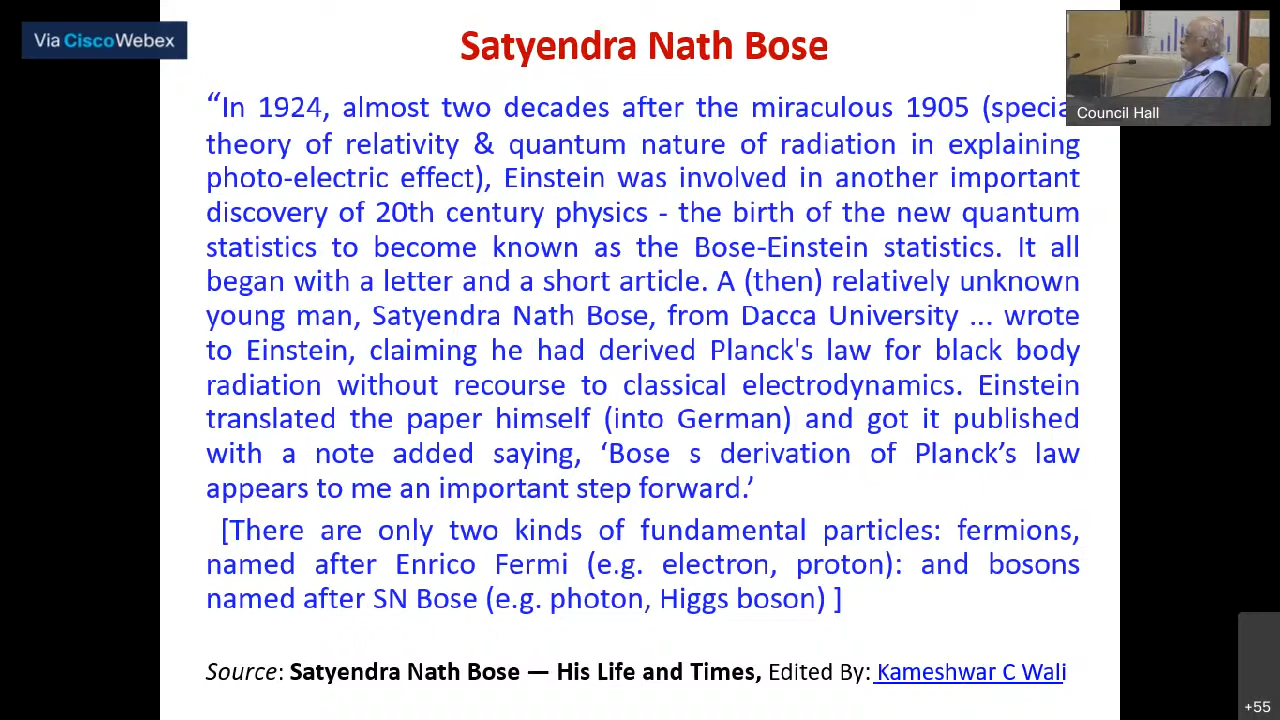 Via CiscoWebex
Satyendra Nath Bose
Council Hall
“In 1924, almost two decades after the miraculous 1905 (specia
theory of relativity & quantum nature of radiation in explaining
photo-electric effect), Einstein was involved in another important
discovery of 20th century physics - the birth of the new quantum
statistics to become known as the Bose-Einstein statistics. It all
began with a letter and a short article. A (then) relatively unknown
young man, Satyendra Nath Bose, from Dacca University ... wrote
to Einstein, claiming he had derived Planck's law for black body
radiation without recourse to classical electrodynamics. Einstein
translated the paper himself (into German) and got it published
with a note added saying, ‘Bose s derivation of Planck’s law
appears to me an important step forward.’
[There are only two kinds of fundamental particles: fermions,
named after Enrico Fermi (e.g. electron, proton): and bosons
named after SN Bose (e.g. photon, Higgs boson) ]
Source: Satyendra Nath Bose — His Life and Times, Edited By: Kameshwar C Wali
+55